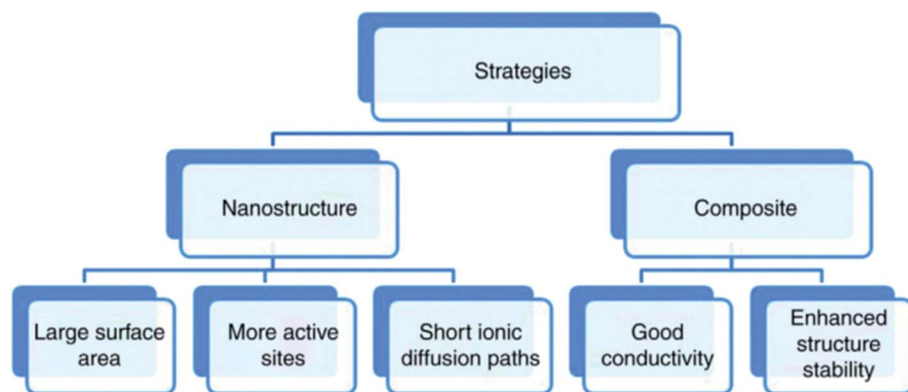 Strategies
Nanostructure
Composite
Large surface
area
More active
sites
Short ionic
diffusion paths
Good
conductivity
Enhanced
structure
stability